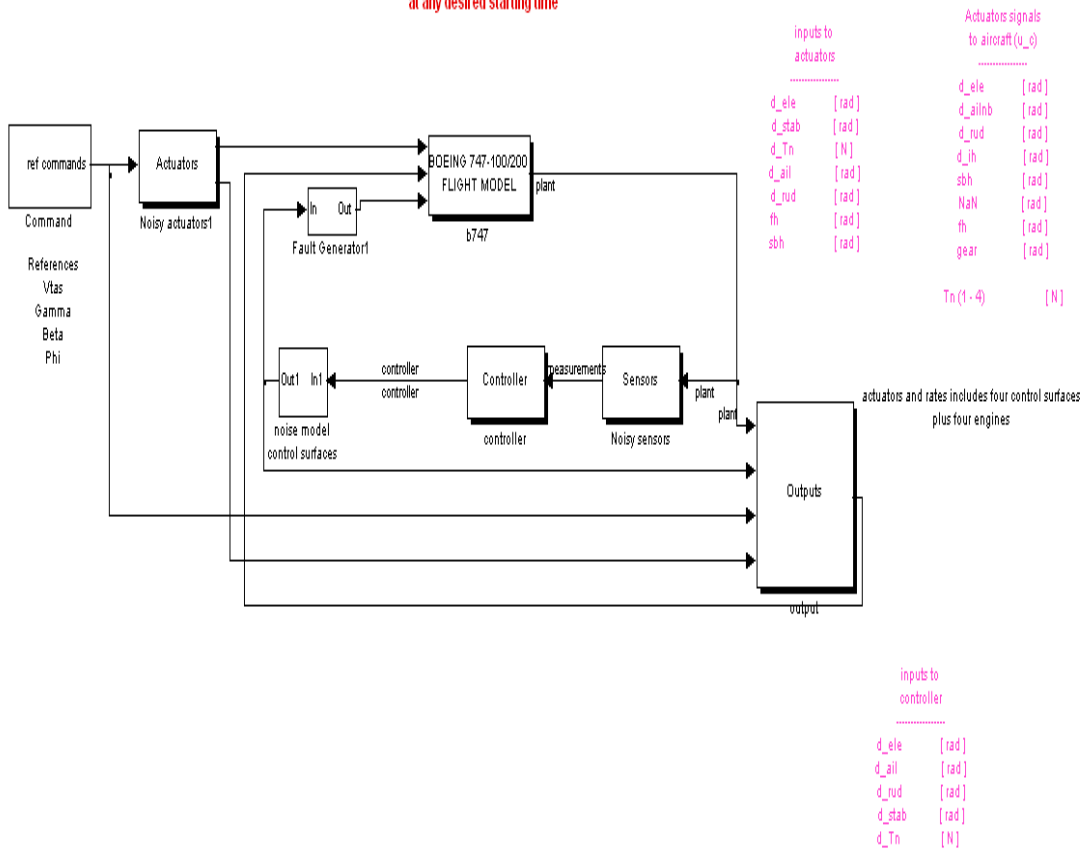 at any desired starting time
inputs to
actuators
-----------------
d_ele [ rad ]
d_stab [ rad ]
d_Tn [ N ]
d_ail [ rad ]
d_rud [ rad ]
fh [ rad ]
sbh [ rad ]
Actuators signals
to aircraft (u_c)
-----------------
d_ele [ rad ]
d_ailnb [ rad ]
d_rud [ rad ]
d_ih [ rad ]
sbh [ rad ]
NaN [ rad ]
fh [ rad ]
gear [ rad ]
Tn (1 - 4) [ N ]
ref commands
Command
References
Vtas
Gamma
Beta
Phi
Actuators
Noisy actuators1
In Out
Fault Generator1
BOEING 747-100/200
FLIGHT MODEL
b747
plant
Out1 In1
noise model
control surfaces
controller
controller
Controller
controller
measurements
Sensors
Noisy sensors
plant
plant
Outputs
output
actuators and rates includes four control surfaces
plus four engines
inputs to
controller
-----------------
d_ele [ rad ]
d_ail [ rad ]
d_rud [ rad ]
d_stab [ rad ]
d_Tn [ N ]